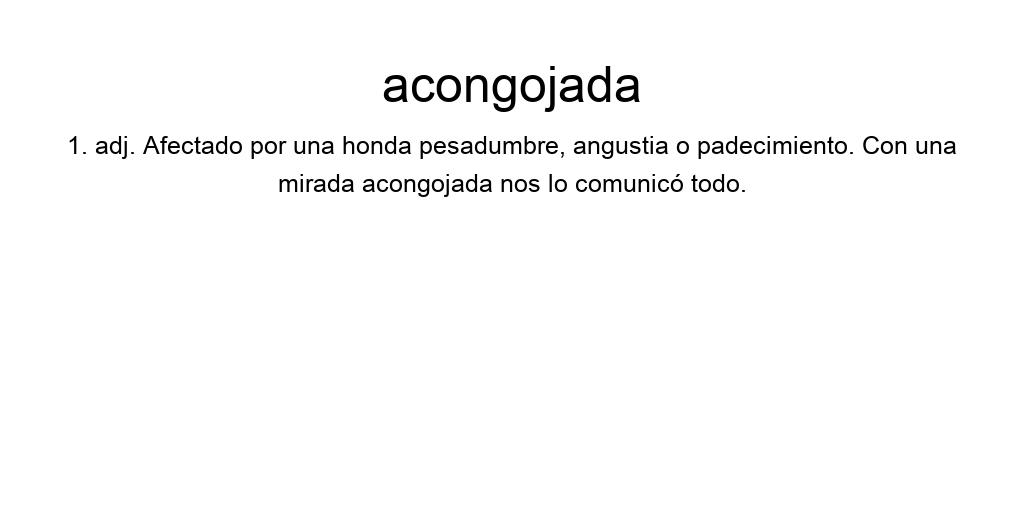 acongojada
1. adj. Afectado por una honda pesadumbre, angustia o padecimiento. Con una
mirada acongojada nos lo comunicó todo.